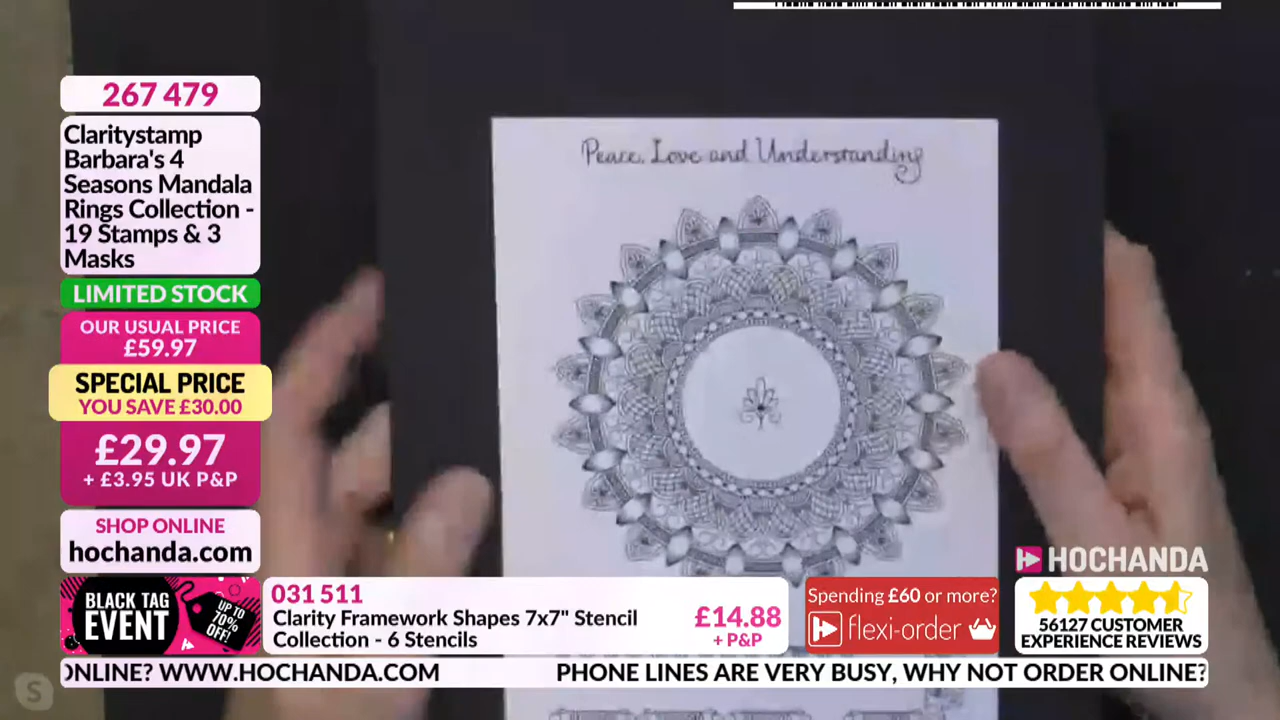 267 479
Claritystamp
Barbara's 4
Seasons Mandala
Rings Collection -
19 Stamps & 3
Masks
LIMITED STOCK
OUR USUAL PRICE
£59.97
SPECIAL PRICE
YOU SAVE £30.00
£29.97
+ £3.95 UK P&P
SHOP ONLINE
hochanda.com
Peace, Love and Understanding
HOCHANDA
BLACK TAG
EVENT
UP TO
70%
OFF!
031 511
Clarity Framework Shapes 7x7" Stencil
Collection - 6 Stencils
£14.88
+ P&P
Spending £60 or more?
flexi-order
56127 CUSTOMER
EXPERIENCE REVIEWS
ONLINE? WWW.HOCHANDA.COM
PHONE LINES ARE VERY BUSY, WHY NOT ORDER ONLINE?
S